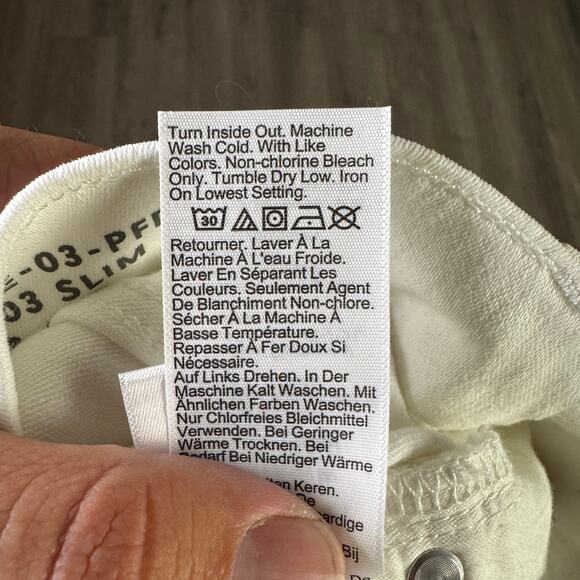 Turn Inside Out. Machine
Wash Cold. With Like
Colors. Non-chlorine Bleach
Only. Tumble Dry Low. Iron
On Lowest Setting.
30
Retourner. Laver À La
Machine À L'eau Froide.
Laver En Séparant Les
Couleurs. Seulement Agent
De Blanchiment Non-chlore.
Sécher À La Machine À
Basse Température.
Repasser À Fer Doux Si
Nécessaire.
Auf Links Drehen. In Der
Maschine Kalt Waschen. Mit
Ähnlichen Farben Waschen.
Nur Chlorfreies Bleichmittel
Verwenden. Bei Geringer
Wärme Trocknen. Bei
Bedarf Bei Niedriger Wärme
Keren.
De
Bij
-03-PF
03 SLIM